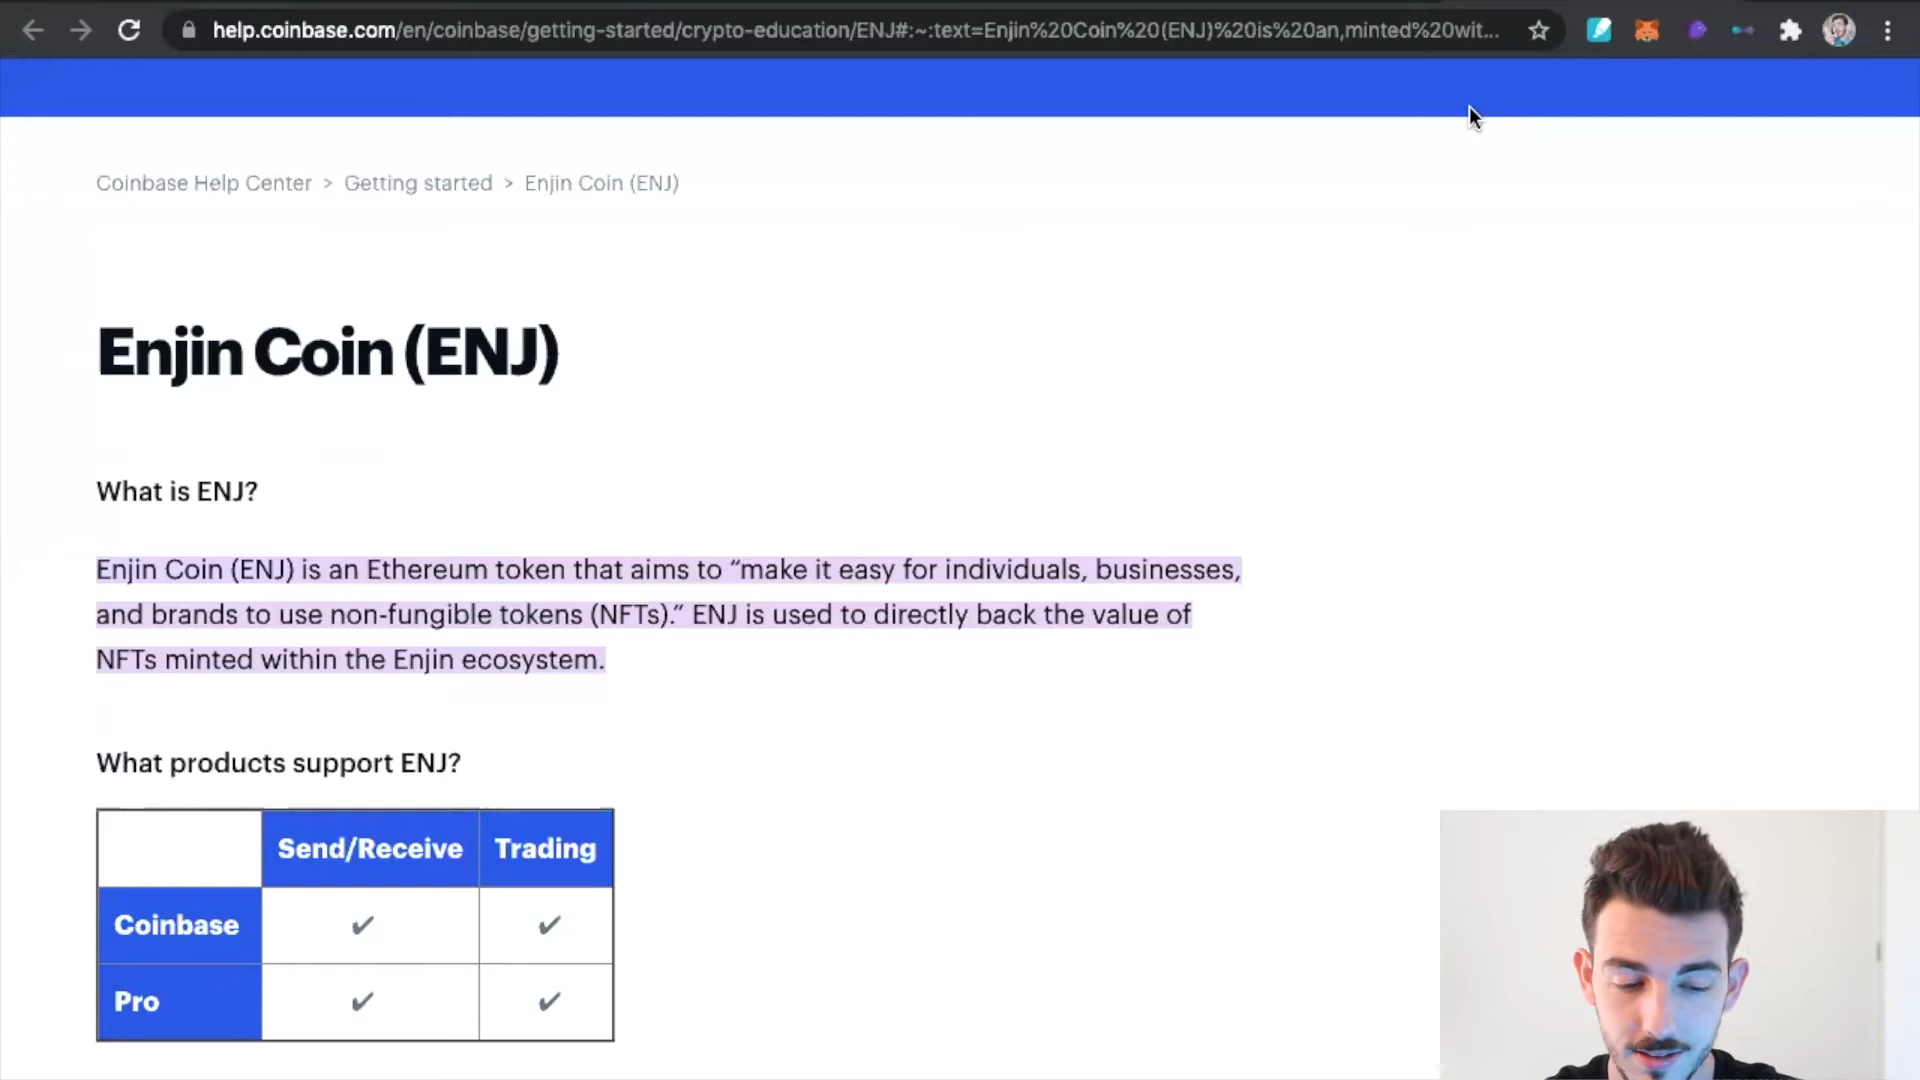 help.coinbase.com/en/coinbase/getting-started/crypto-education/ENJ#:~:text=Enjin%20Coin%20(ENJ)%20is%20an,minted%20wit...
Coinbase Help Center > Getting started > Enjin Coin (ENJ)
Enjin Coin (ENJ)
What is ENJ?
Enjin Coin (ENJ) is an Ethereum token that aims to “make it easy for individuals, businesses,
and brands to use non-fungible tokens (NFTs).” ENJ is used to directly back the value of
NFTs minted within the Enjin ecosystem.
What products support ENJ?
Send/Receive Trading
Coinbase ✔ ✔
Pro ✔ ✔